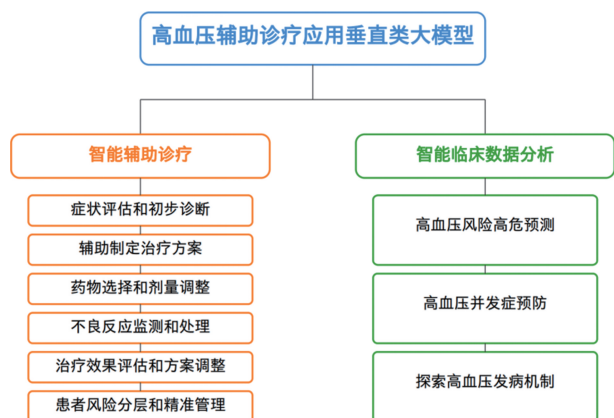 高血压辅助诊疗应用垂直类大模型
智能辅助诊疗
症状评估和初步诊断
辅助制定治疗方案
药物选择和剂量调整
不良反应监测和处理
治疗效果评估和方案调整
患者风险分层和精准管理
智能临床数据分析
高血压风险高危预测
高血压并发症预防
探索高血压发病机制